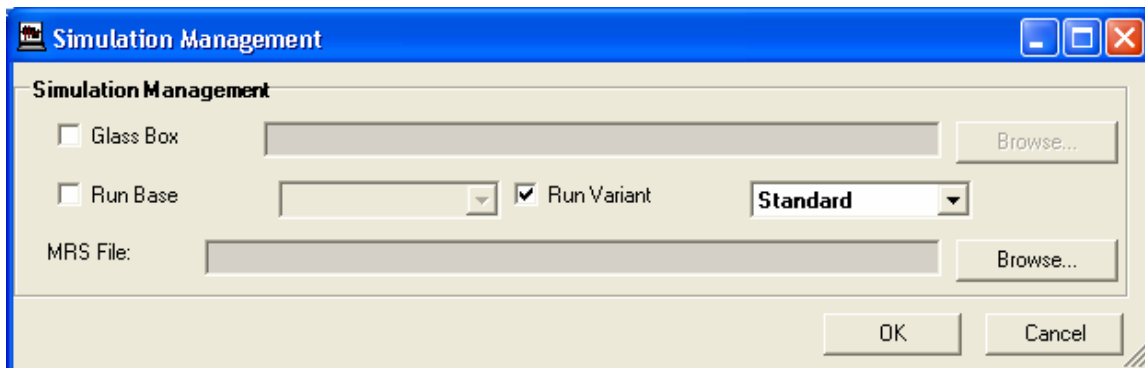 Simulation Management
Simulation Management
Glass Box Browse...
Run Base Run Variant Standard
MRS File: Browse...
OK Cancel